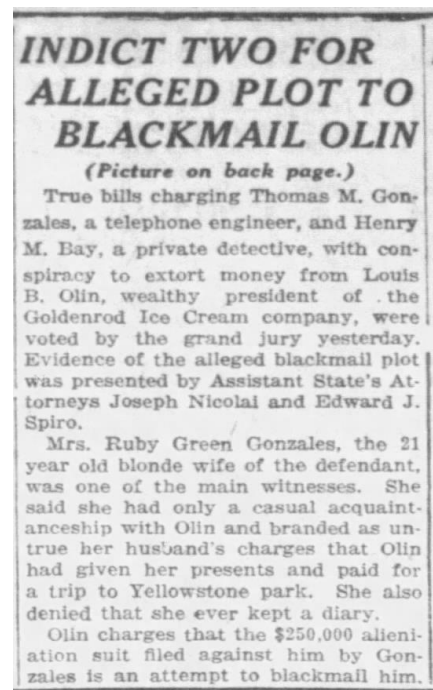 INDICT TWO FOR
ALLEGED PLOT TO
BLACKMAIL OLIN
(Picture on back page.)
True bills charging Thomas M. Gon-
zales, a telephone engineer, and Henry
M. Bay, a private detective, with con-
spiracy to extort money from Louis
B. Olin, wealthy president of the
Goldenrod Ice Cream company, were
voted by the grand jury yesterday.
Evidence of the alleged blackmail plot
was presented by Assistant State's At-
torneys Joseph Nicolai and Edward J.
Spiro.
Mrs. Ruby Green Gonzales, the 21
year old blonde wife of the defendant,
was one of the main witnesses. She
said she had only a casual acquaint-
anceship with Olin and branded as un-
true her husband's charges that Olin
had given her presents and paid for
a trip to Yellowstone park. She also
denied that she ever kept a diary.
Olin charges that the $250,000 alieni-
ation suit filed against him by Gon-
zales is an attempt to blackmail him.